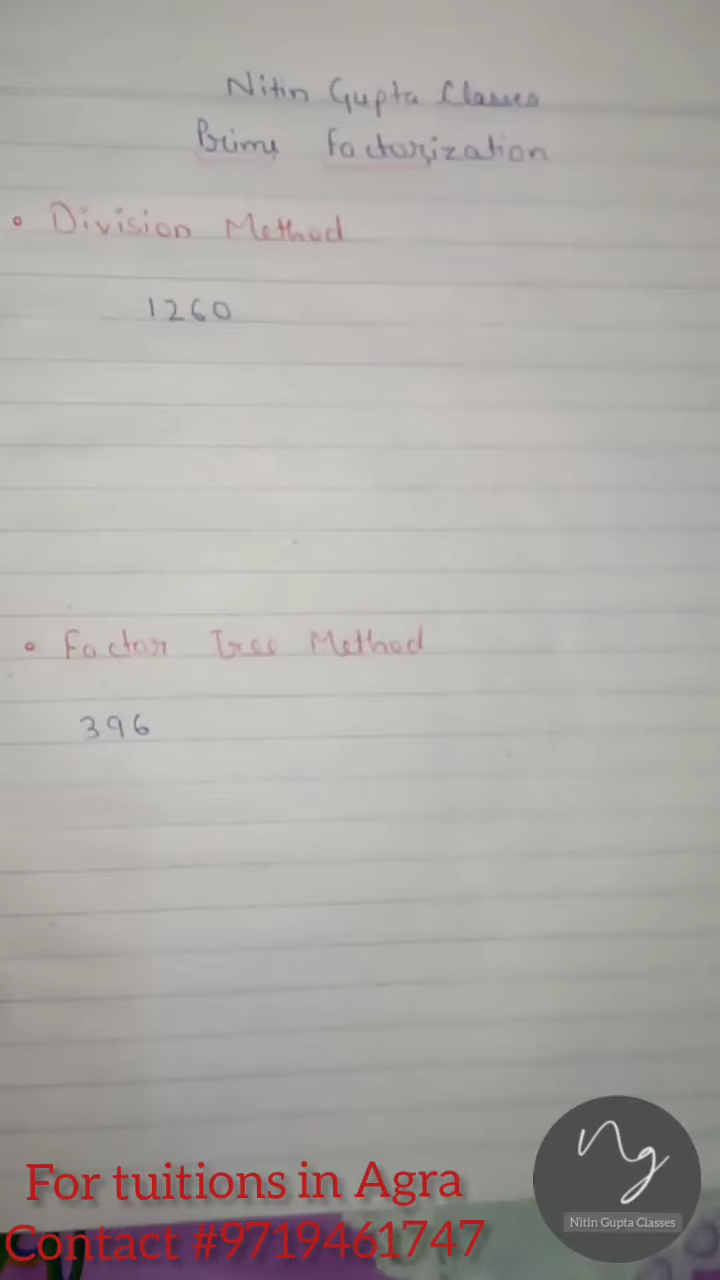 Nitin Gupta Classes
Prime Factorization
• Division Method
1260
• Factor Tree Method
396
For tuitions in Agra
Contact #9719461747
ng
Nitin Gupta Classes